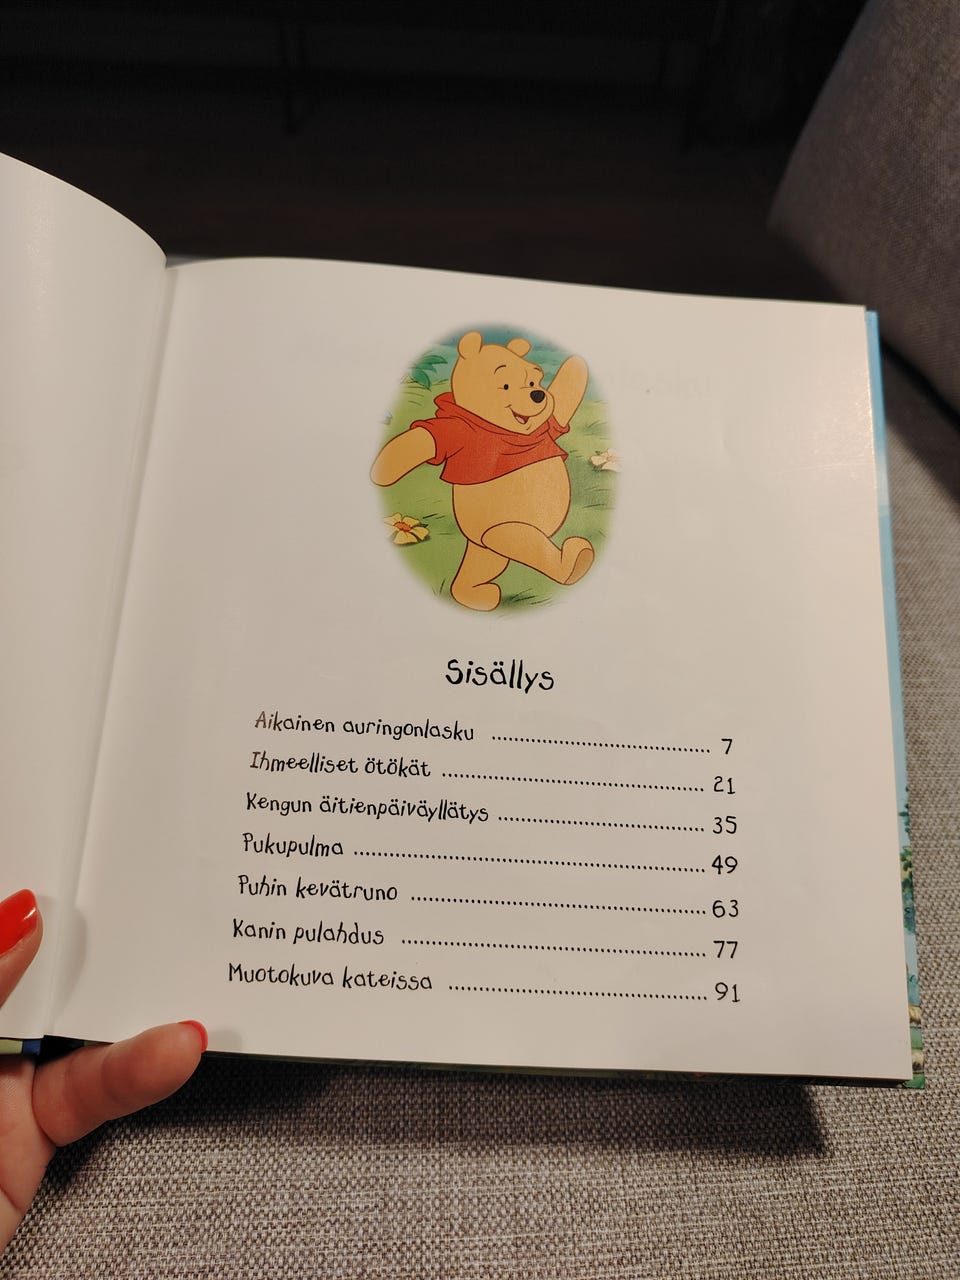 Sisällys
Aikainen auringonlasku ........................................ 7
Ihmeelliset ötökät ........................................ 21
Kengun äitienpäiväyllätys ........................................ 35
Pukupulma ........................................ 49
Puhin kevätruno ........................................ 63
Kanin pulahdus ........................................ 77
Muotokuva kateissa ........................................ 91